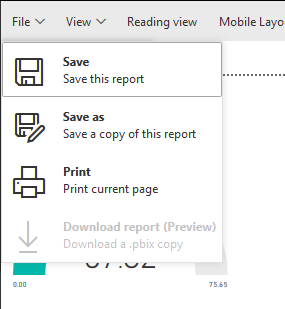 File View Reading view Mobile Layo
Save
Save this report
Save as
Save a copy of this report
Print
Print current page
Download report (Preview)
Download a .pbix copy
0.00 75.65